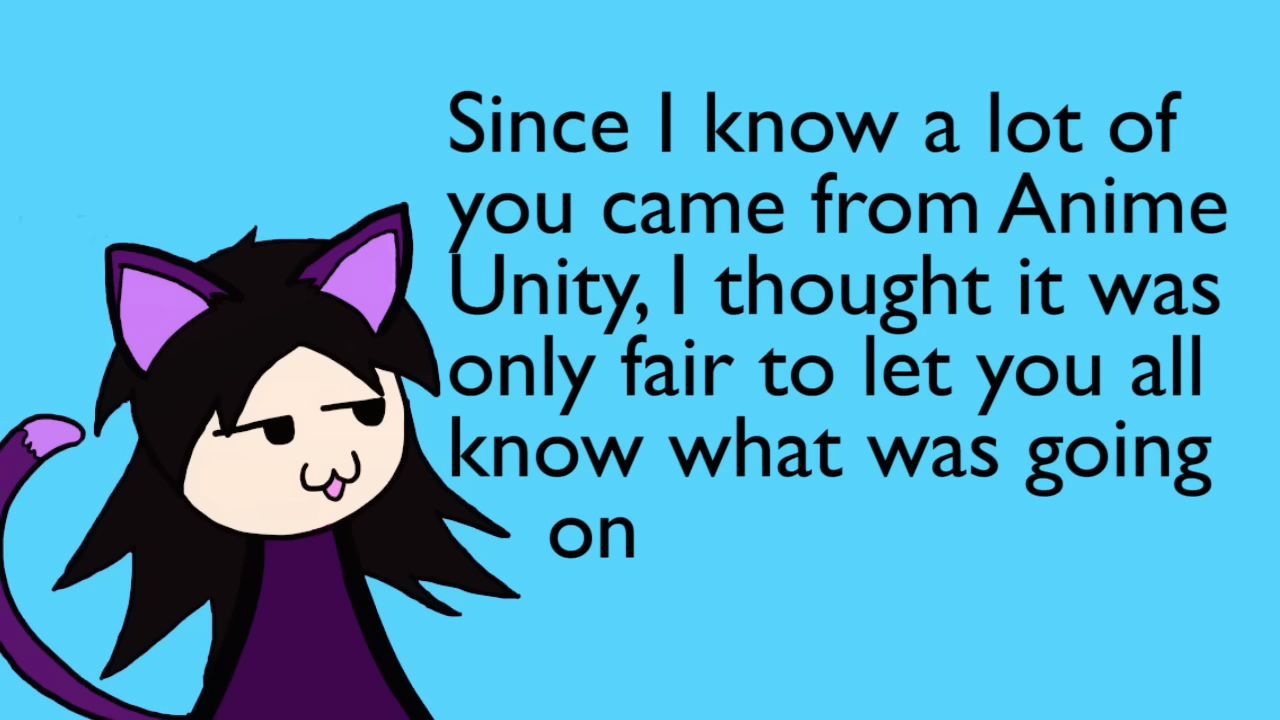 Since I know a lot of
you came from Anime
Unity, I thought it was
only fair to let you all
know what was going
on